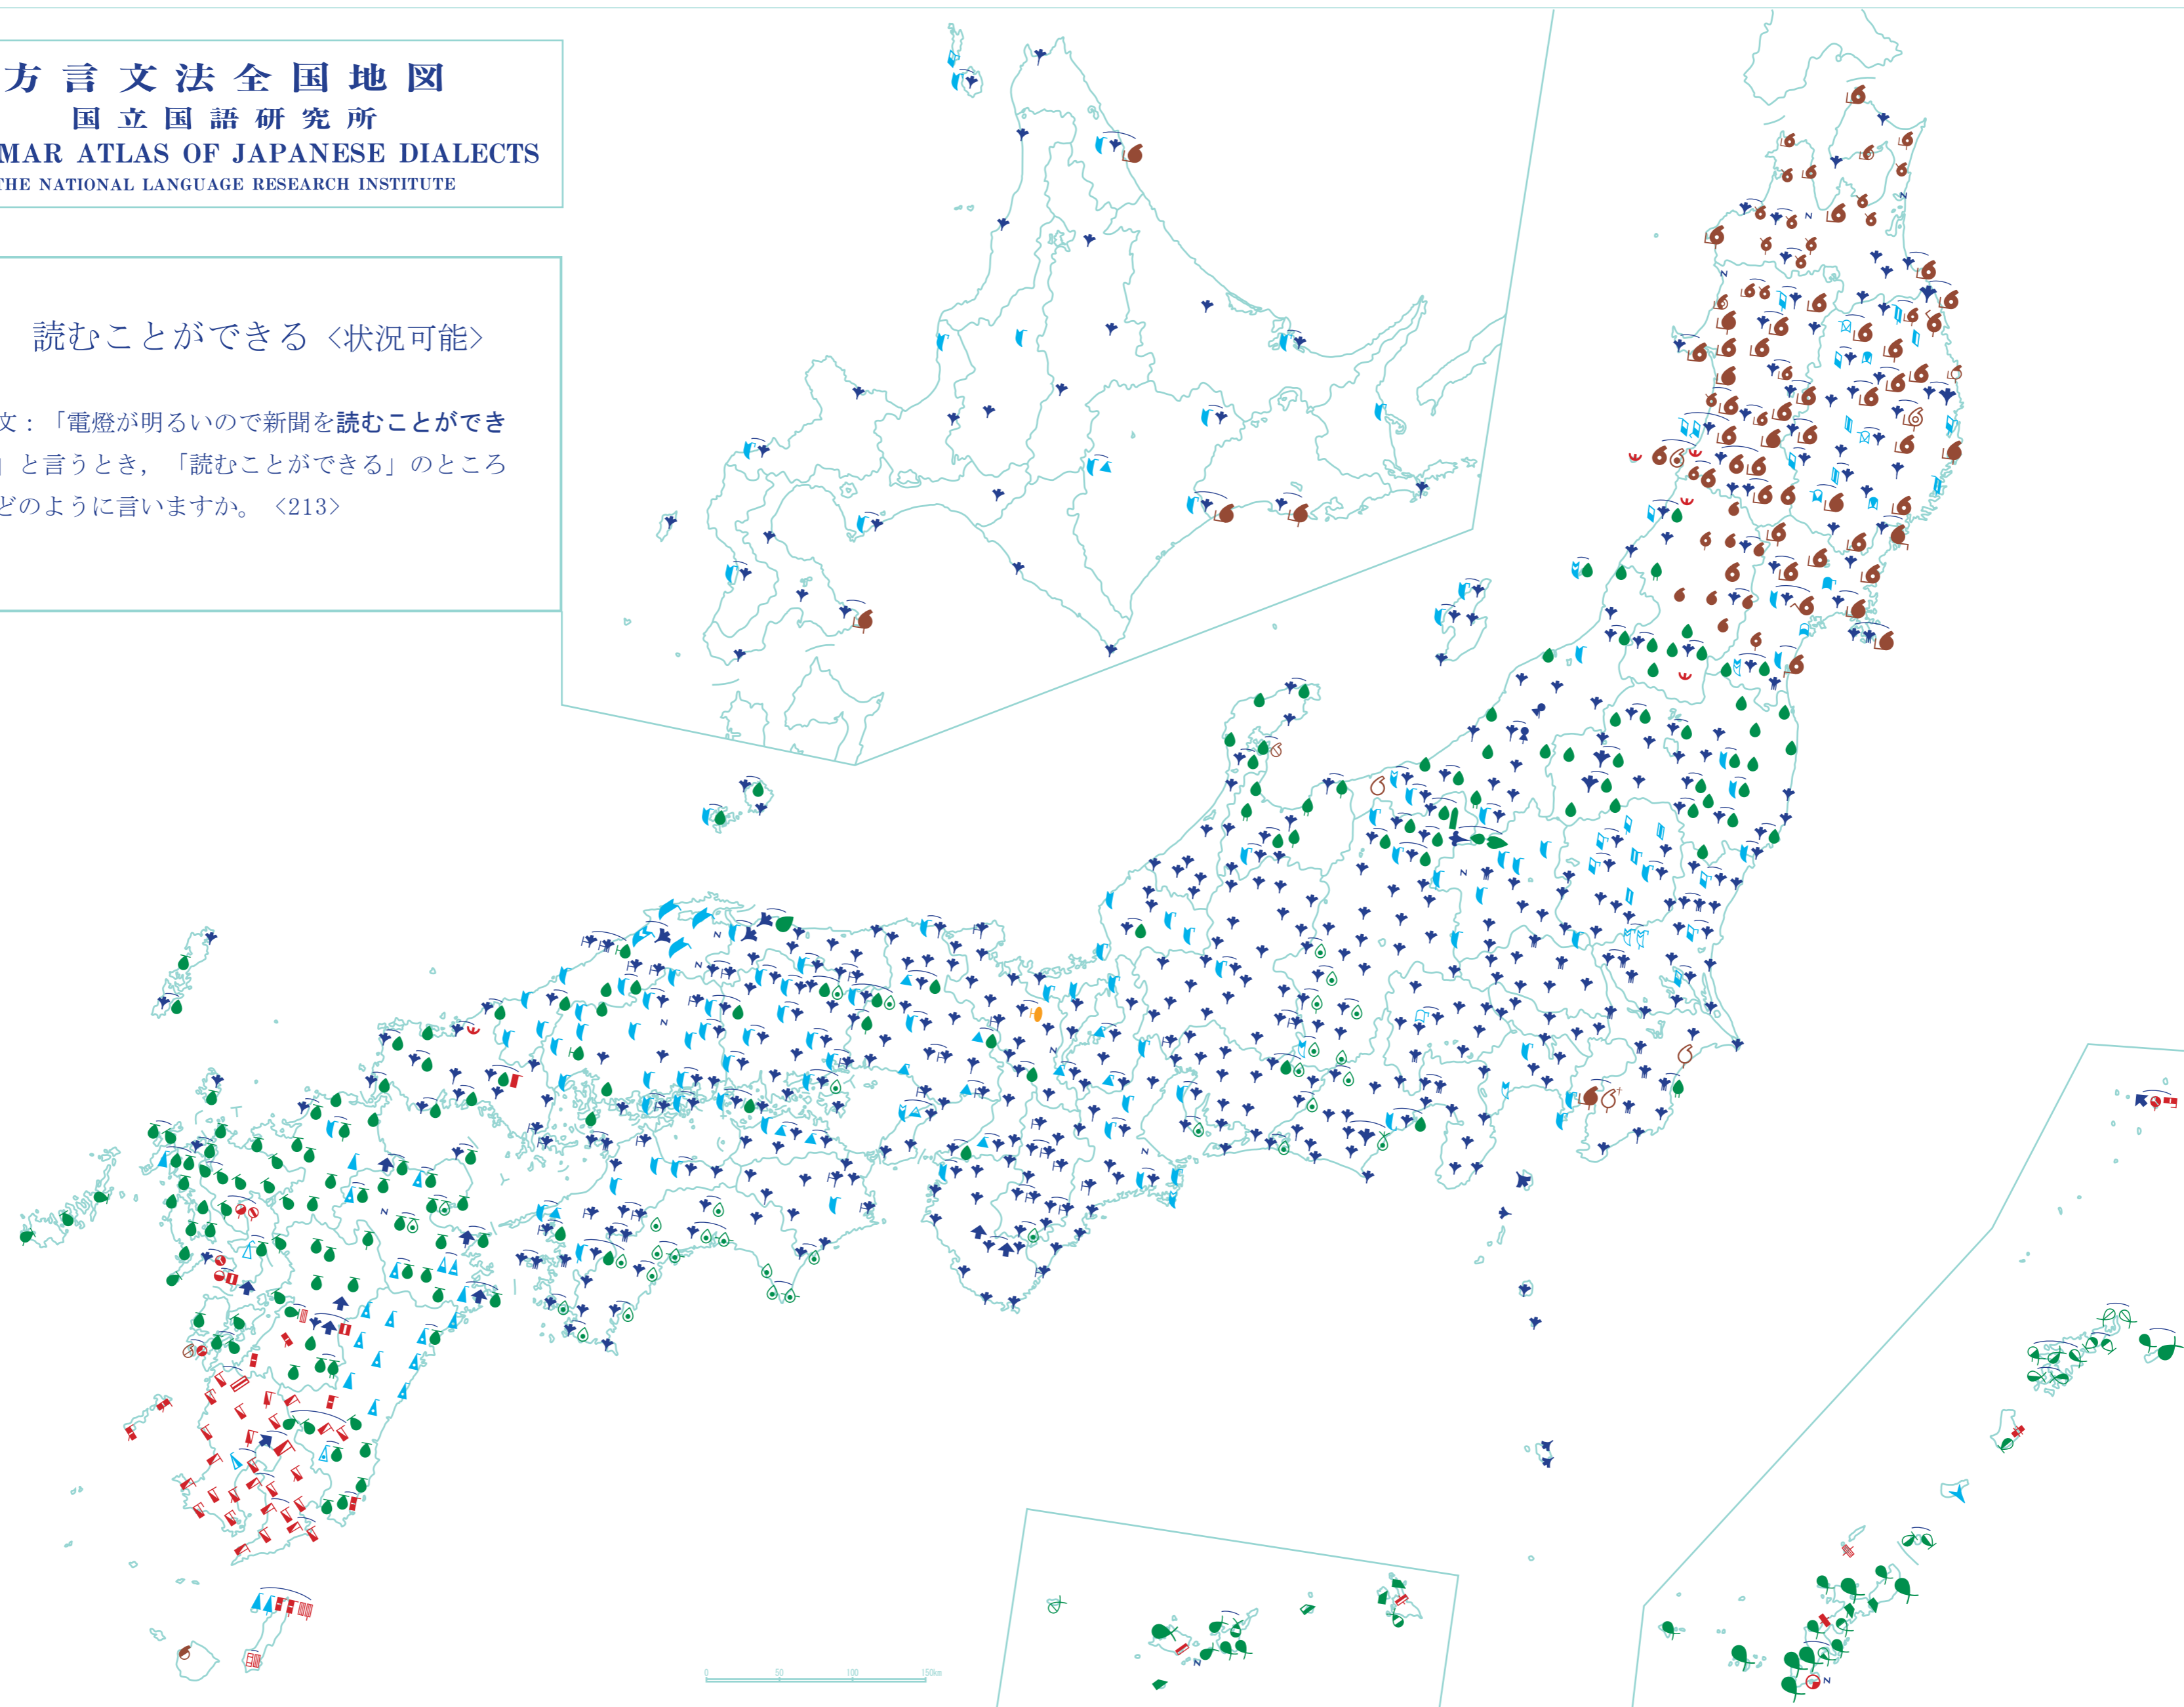 方言文法全国地図
国立国語研究所
MAR ATLAS OF JAPANESE DIALECTS
THE NATIONAL LANGUAGE RESEARCH INSTITUTE
読むことができる〈状況可能〉
文：「電燈が明るいので新聞を読むことができ
」と言うとき，「読むことができる」のところ
どのように言いますか。〈213〉
0 50 100 150km